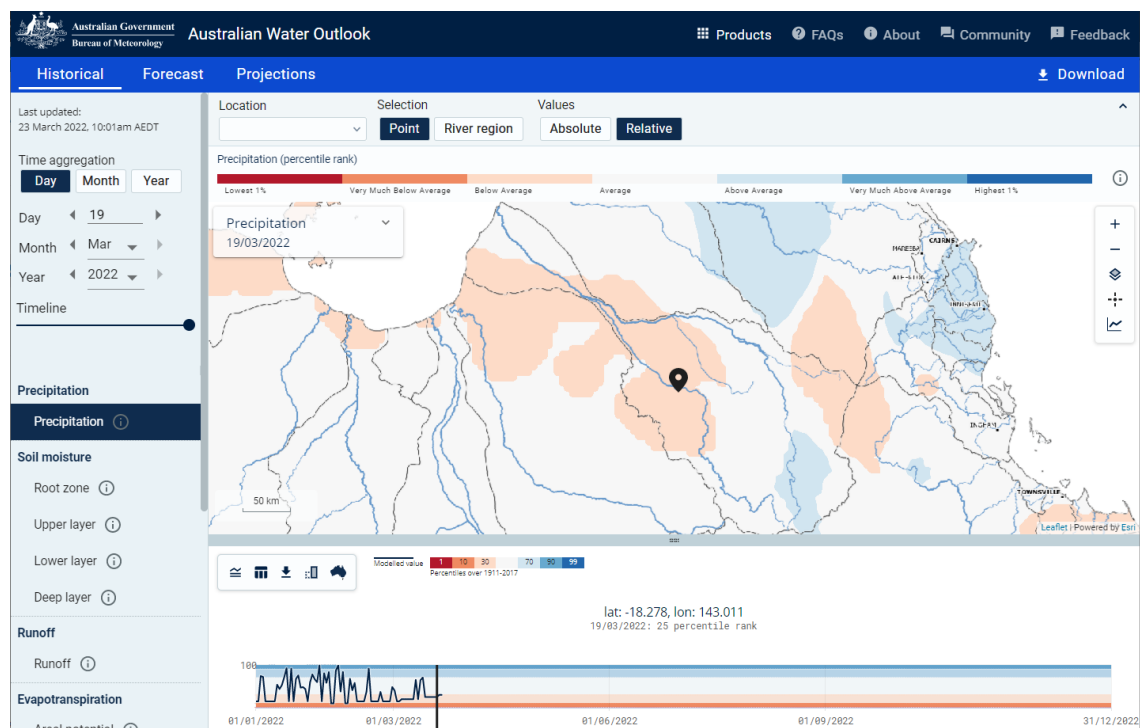 Australian Government
Bureau of Meteorology
Australian Water Outlook
Products
FAQs
About
Community
Feedback
Historical
Forecast
Projections
Download
Last updated:
23 March 2022, 10:01am AEDT
Time aggregation
Day
Month
Year
Day
19
Month
Mar
Year
2022
Timeline
Precipitation
Precipitation
Soil moisture
Root zone
Upper layer
Lower layer
Deep layer
Runoff
Runoff
Evapotranspiration
Location
Selection
Values
Point
River region
Absolute
Relative
Precipitation (percentile rank)
Lowest 1%
Very Much Below Average
Below Average
Average
Above Average
Very Much Above Average
Highest 1%
Precipitation
19/03/2022
MAREEBA
CAIRNS
INGHAM
TOWNSVILLE
50 km
Leaflet | Powered by Esri
Modelled value
1 10 30 70 90 99
Percentiles over 1911-2017
lat: -18.278, lon: 143.011
19/03/2022: 25 percentile rank
100
01/01/2022
01/03/2022
01/06/2022
01/09/2022
31/12/2022